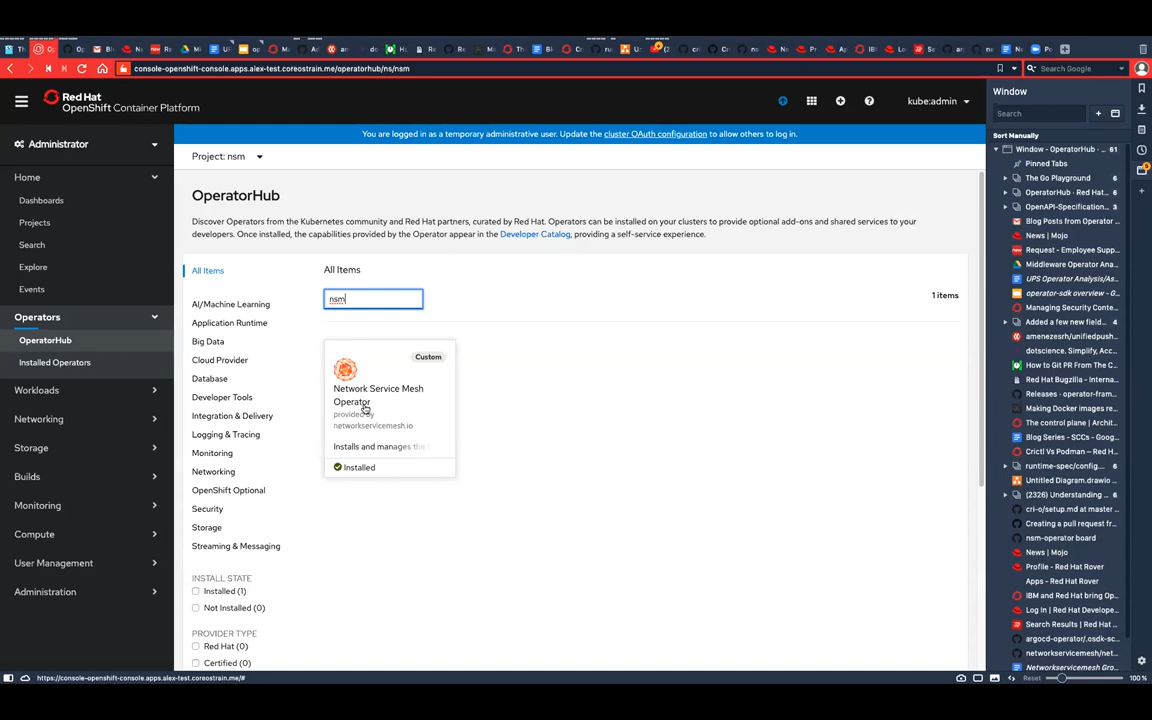 console-openshift-console.apps.alex-test.coreostrain.me/operatorhub/ns/nsm
Search Google
Red Hat
OpenShift Container Platform
kube:admin
Administrator
Home
Dashboards
Projects
Search
Explore
Events
Operators
OperatorHub
Installed Operators
Workloads
Networking
Storage
Builds
Monitoring
Compute
User Management
Administration
You are logged in as a temporary administrative user. Update the cluster OAuth configuration to allow others to log in.
Project: nsm
OperatorHub
Discover Operators from the Kubernetes community and Red Hat partners, curated by Red Hat. Operators can be installed on your clusters to provide optional add-ons and shared services to your
developers. Once installed, the capabilities provided by the Operator appear in the Developer Catalog, providing a self-service experience.
All Items
AI/Machine Learning
Application Runtime
Big Data
Cloud Provider
Database
Developer Tools
Integration & Delivery
Logging & Tracing
Monitoring
Networking
OpenShift Optional
Security
Storage
Streaming & Messaging
INSTALL STATE
Installed (1)
Not Installed (0)
PROVIDER TYPE
Red Hat (0)
Certified (0)
All Items
nsm
1 items
Custom
Network Service Mesh
Operator
provided by
networkservicemesh.io
Installs and manages the
Installed
Window
Search
Sort Manually
Window - OperatorHub · ... 61
Pinned Tabs
The Go Playground 6
OperatorHub · Red Hat... 6
OpenAPI-Specification... 3
Blog Posts from Operator ...
News | Mojo
Request - Employee Supp...
Middleware Operator Ana...
UPS Operator Analysis/G...
operator-sdk overview - G...
Managing Security Conte...
Added a few new field... 4
amenezesrh/unifiedpush...
dotscience. Simplify, Acc...
How to Git PR From The C...
Red Hat Bugzilla - Interna...
Releases · operator-fram...
Making Docker images re...
The control plane | Archit...
Blog Series - SCCs - Goog...
Crictl Vs Podman – Red H...
runtime-spec/config... 6
Untitled Diagram.drawio ...
(2326) Understanding ... 6
cri-o/setup.md at master ...
Creating a pull request fr...
nsm-operator board
News | Mojo
Profile - Red Hat Rover
Apps - Red Hat Rover
IBM and Red Hat bring Op...
Log In | Red Hat Develope...
Search Results | Red Hat ...
argocd-operator/.osdk-sc...
networkservicemesh/net...
Networkservicemesh Gro...
https://console-openshift-console.apps.alex-test.coreostrain.me/#
Reset
100 %